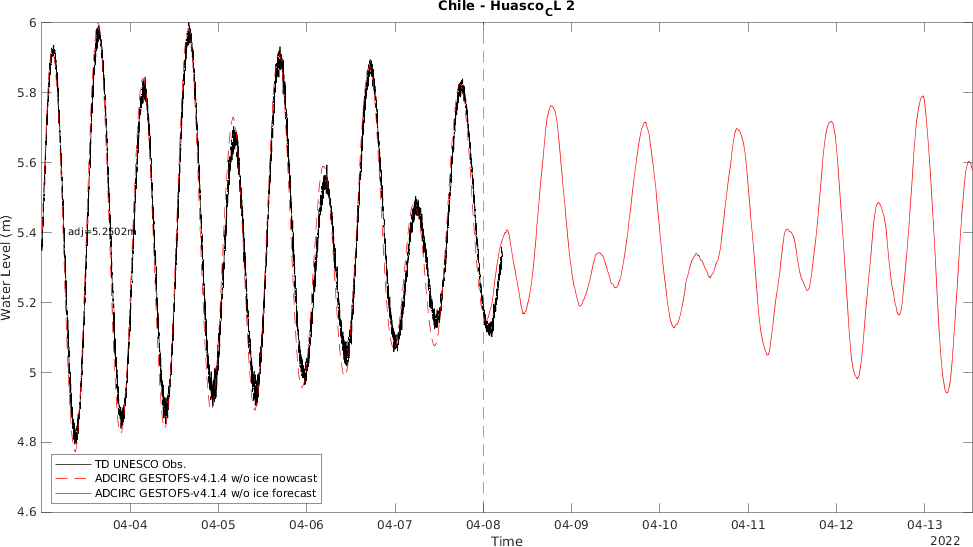 Chile - Huasco_CL 2
6
5.8
5.6
5.4
5.2
5
4.8
4.6
Water Level (m)
adj=5.2502m
TD UNESCO Obs.
ADCIRC GESTOFS-v4.1.4 w/o ice nowcast
ADCIRC GESTOFS-v4.1.4 w/o ice forecast
04-04 04-05 04-06 04-07 04-08 04-09 04-10 04-11 04-12 04-13
Time
2022